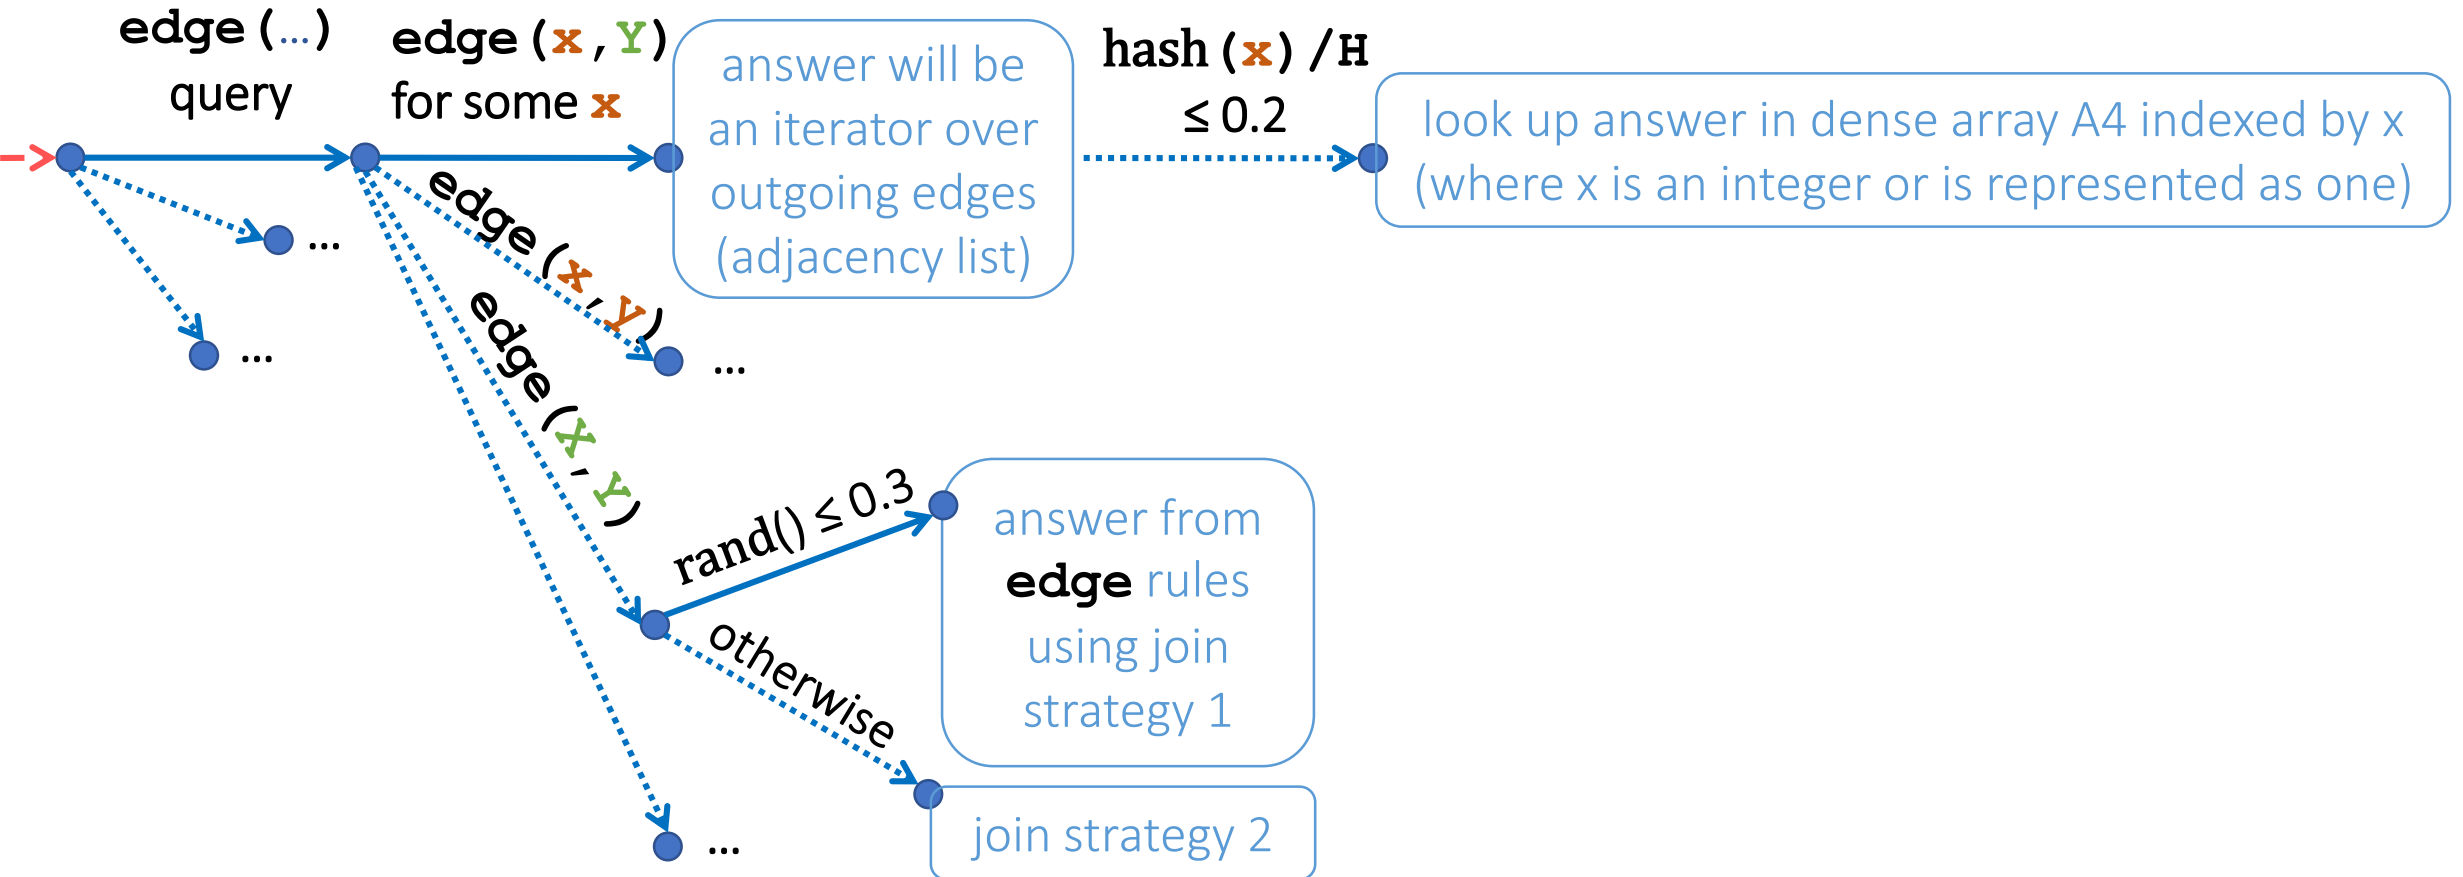 edge(…)
query
edge(x,Y)
for some x
answer will be
an iterator over
outgoing edges
(adjacency list)
hash(x)/H
≤ 0.2
look up answer in dense array A4 indexed by x
(where x is an integer or is represented as one)
…
…
edge(x,y)
…
edge(X,Y)
rand() ≤ 0.3
answer from
edge rules
using join
strategy 1
otherwise
join strategy 2
…